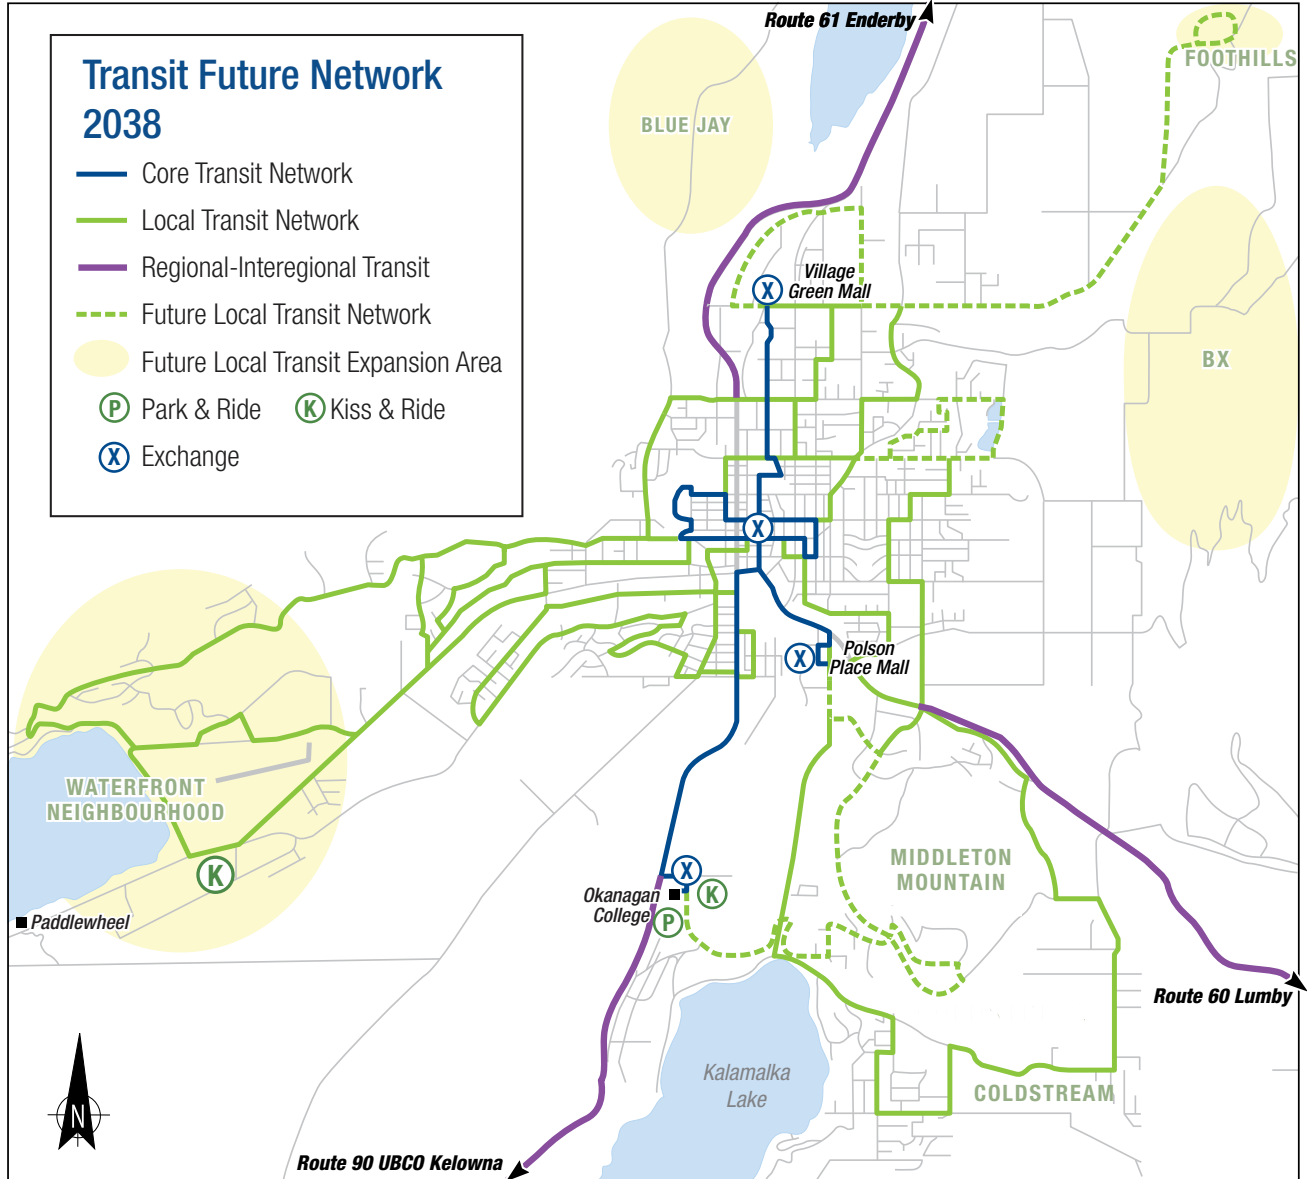 Route 61 Enderby
Transit Future Network
2038
Core Transit Network
Local Transit Network
Regional-Interegional Transit
Future Local Transit Network
Future Local Transit Expansion Area
P Park & Ride K Kiss & Ride
X Exchange
FOOTHILLS
BLUE JAY
Village
Green Mall
X
BX
X
Polson
Place Mall
X
WATERFRONT
NEIGHBOURHOOD
K
Paddlewheel
MIDDLETON
MOUNTAIN
X
Okanagan
College
K
P
Route 60 Lumby
Kalamalka
Lake
COLDSTREAM
N
Route 90 UBCO Kelowna